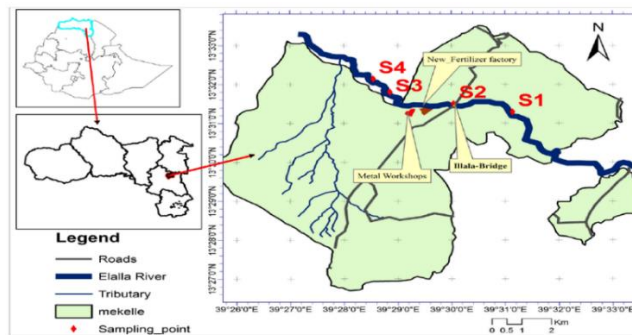 N
S4
S3
New_Fertilizer factory
S2
S1
Metal Workshops
Illala-Bridge
Legend
Roads
Elalla River
Tributary
mekelle
Sampling_point
13°33'0"N
13°32'0"N
13°31'0"N
13°30'0"N
13°29'0"N
13°28'0"N
13°27'0"N
39°26'0"E
39°27'0"E
39°28'0"E
39°29'0"E
39°30'0"E
39°31'0"E
39°32'0"E
39°33'0"E
0 0.5 1 2
Km